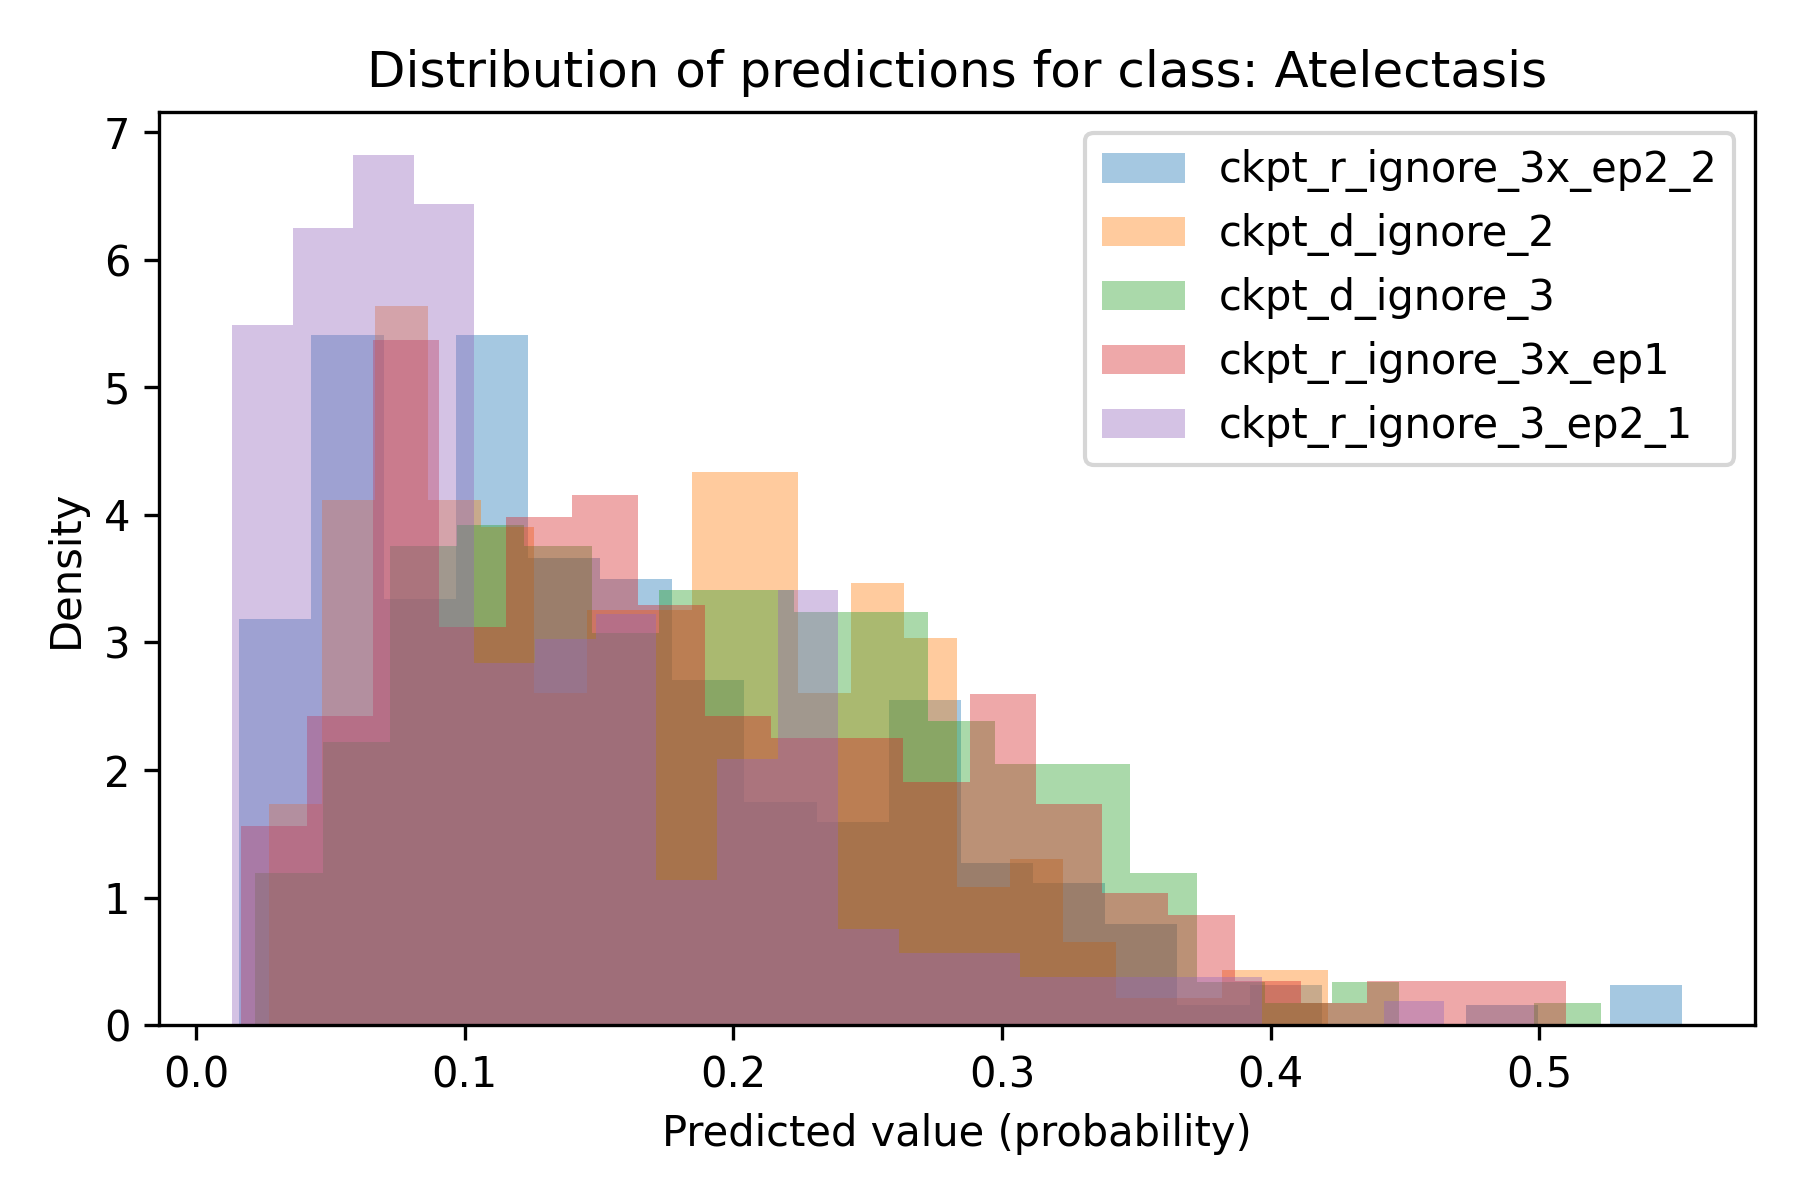 Distribution of predictions for class: Atelectasis
7
6
5
4
3
2
1
0
Density
ckpt_r_ignore_3x_ep2_2
ckpt_d_ignore_2
ckpt_d_ignore_3
ckpt_r_ignore_3x_ep1
ckpt_r_ignore_3_ep2_1
0.0 0.1 0.2 0.3 0.4 0.5
Predicted value (probability)